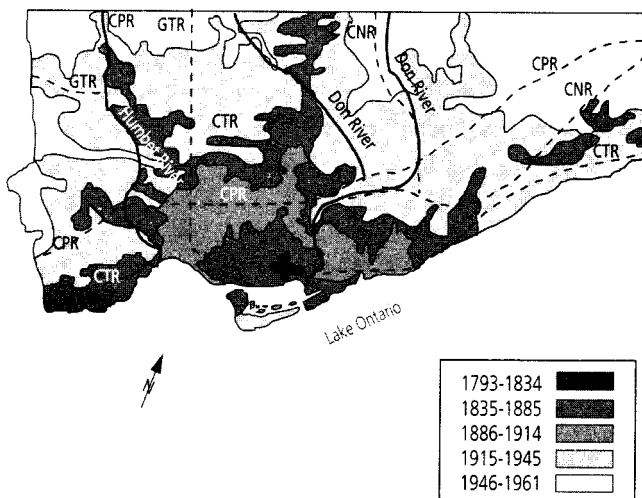 CPR
GTR
CNR
Don River
CPR
GTR
CNR
Humber River
CTR
Don River
CTR
CPR
CPR
CTR
Lake Ontario
N
1793-1834
1835-1885
1886-1914
1915-1945
1946-1961